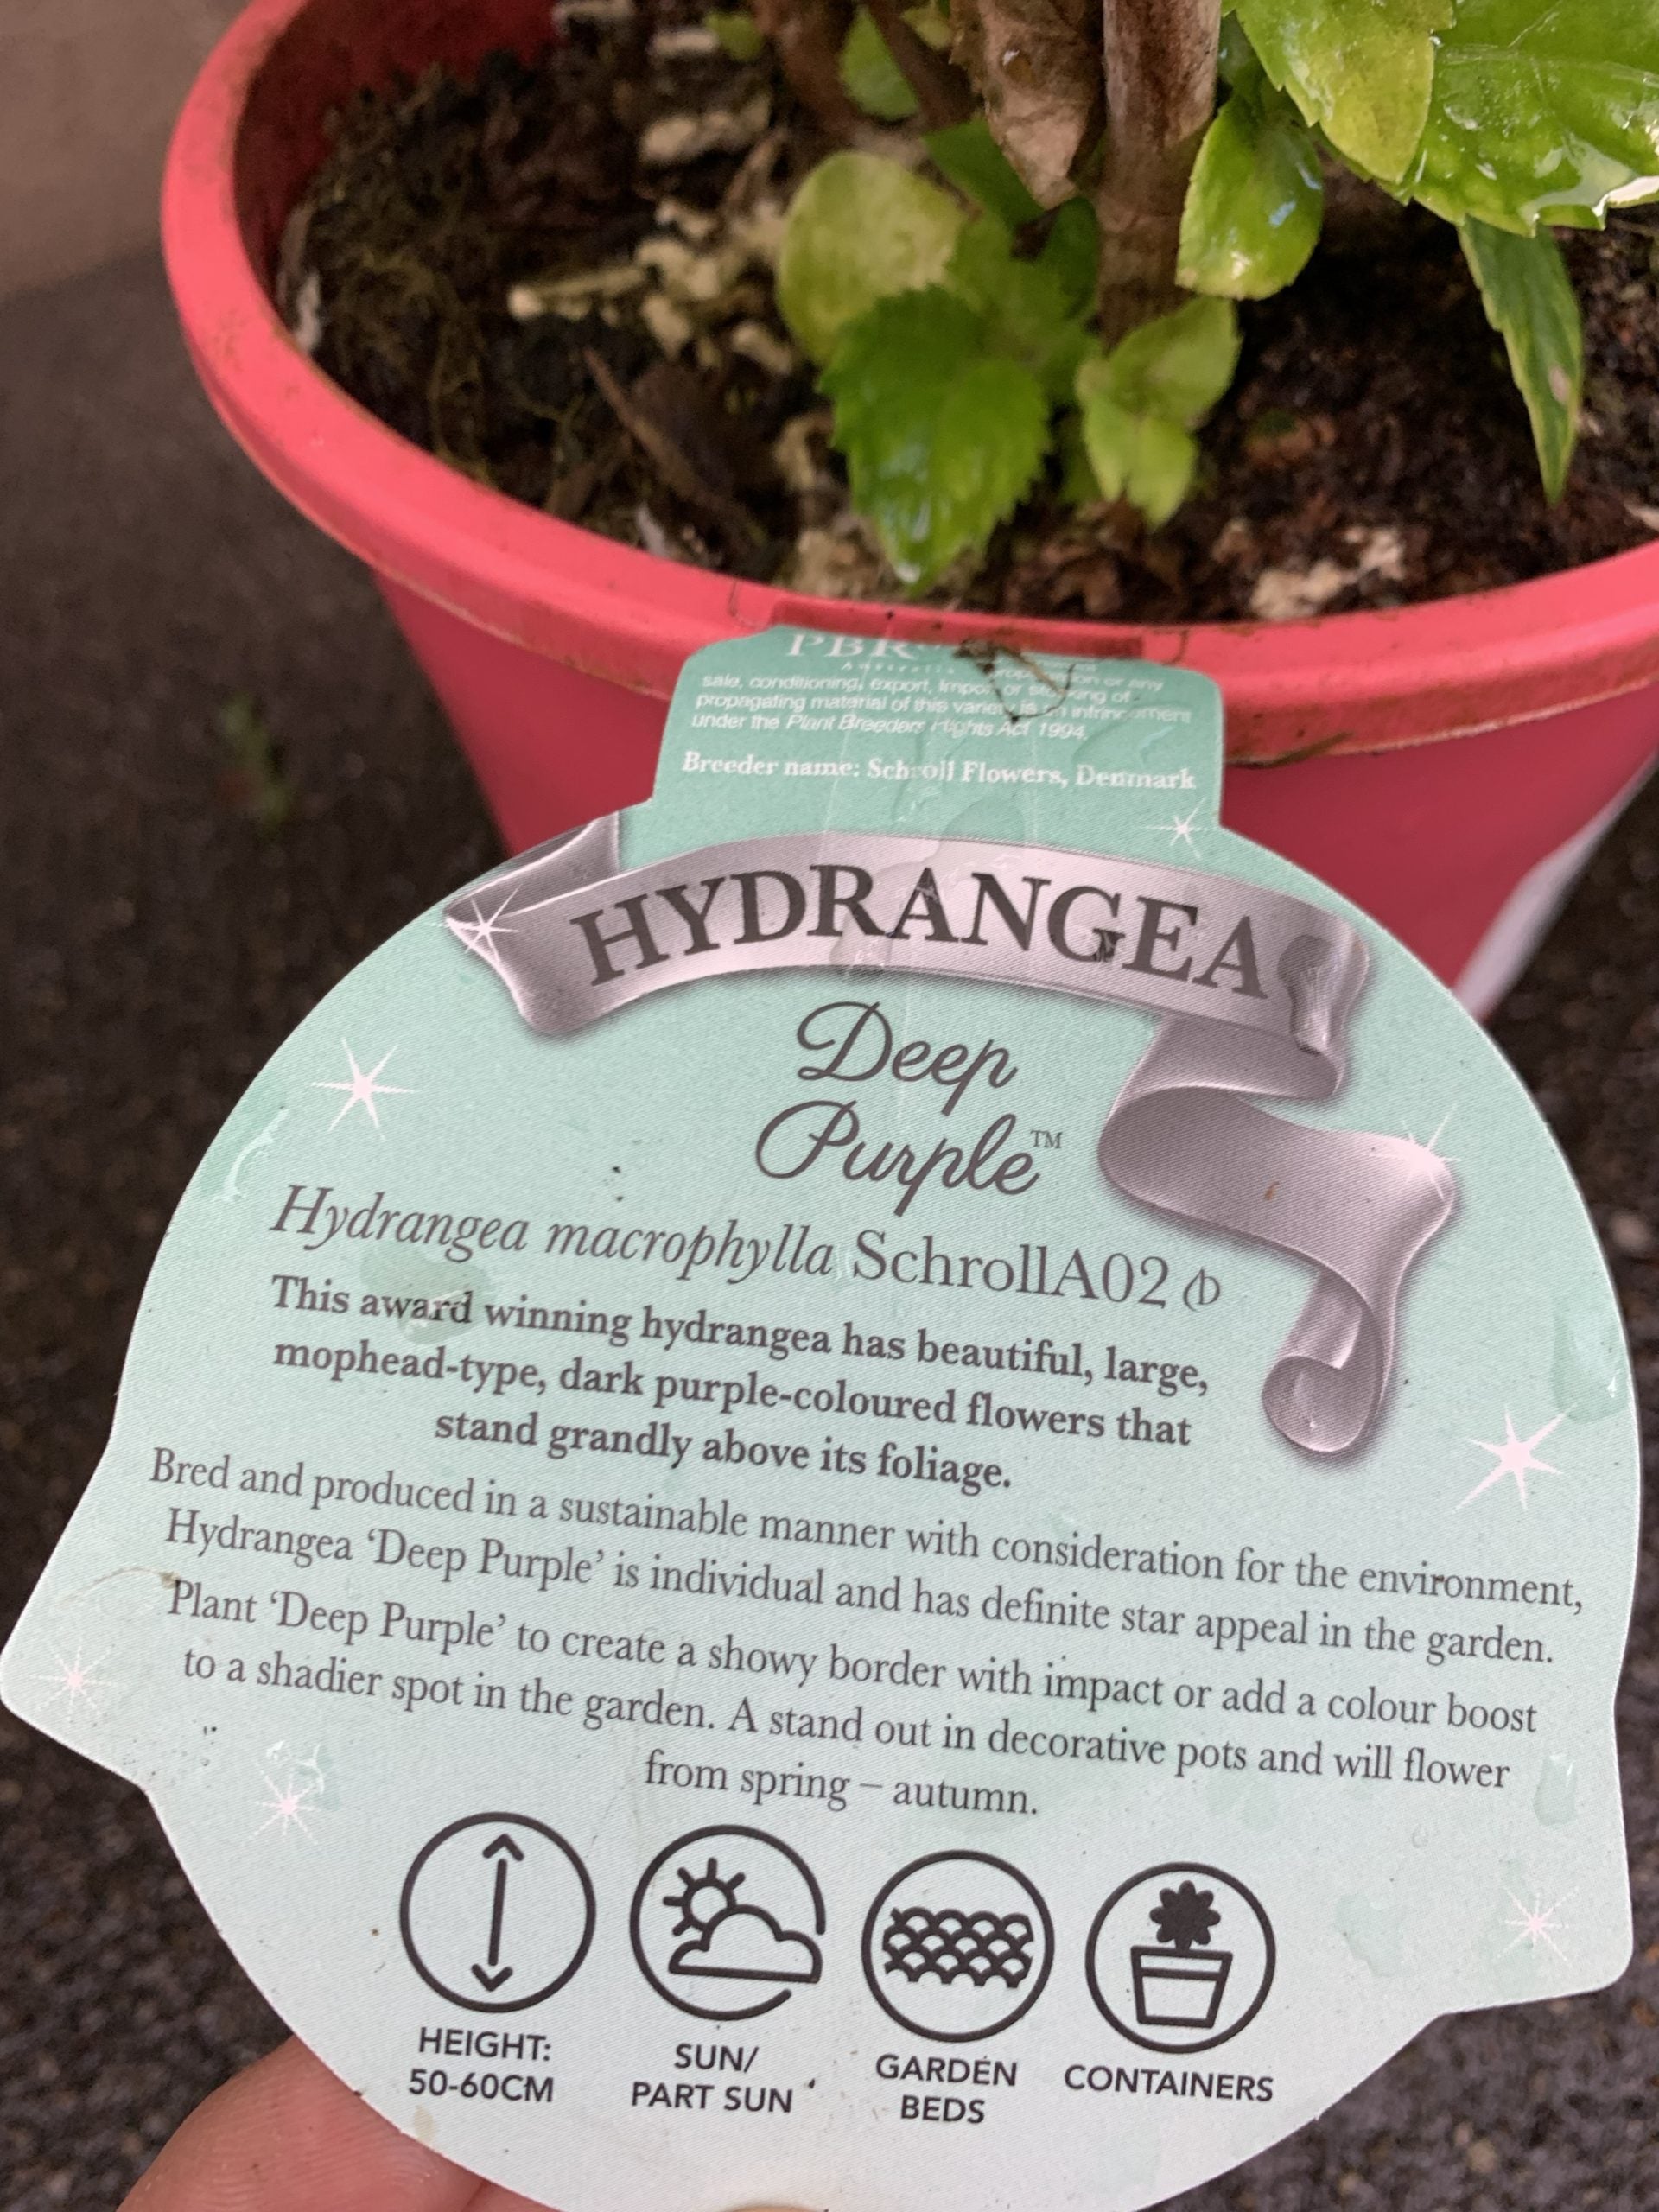 PBR
Australia
sale, conditioning, export, import or stocking of
propagating material of this variety is an infringement
under the Plant Breeders Rights Act 1994.
Breeder name: Schroll Flowers, Denmark
HYDRANGEA
Deep
Purple™
Hydrangea macrophylla SchrollA02
This award winning hydrangea has beautiful, large,
mophead-type, dark purple-coloured flowers that
stand grandly above its foliage.
Bred and produced in a sustainable manner with consideration for the environment,
Hydrangea ‘Deep Purple’ is individual and has definite star appeal in the garden.
Plant ‘Deep Purple’ to create a showy border with impact or add a colour boost
to a shadier spot in the garden. A stand out in decorative pots and will flower
from spring – autumn.
HEIGHT:
50-60CM
SUN/
PART SUN
GARDEN
BEDS
CONTAINERS